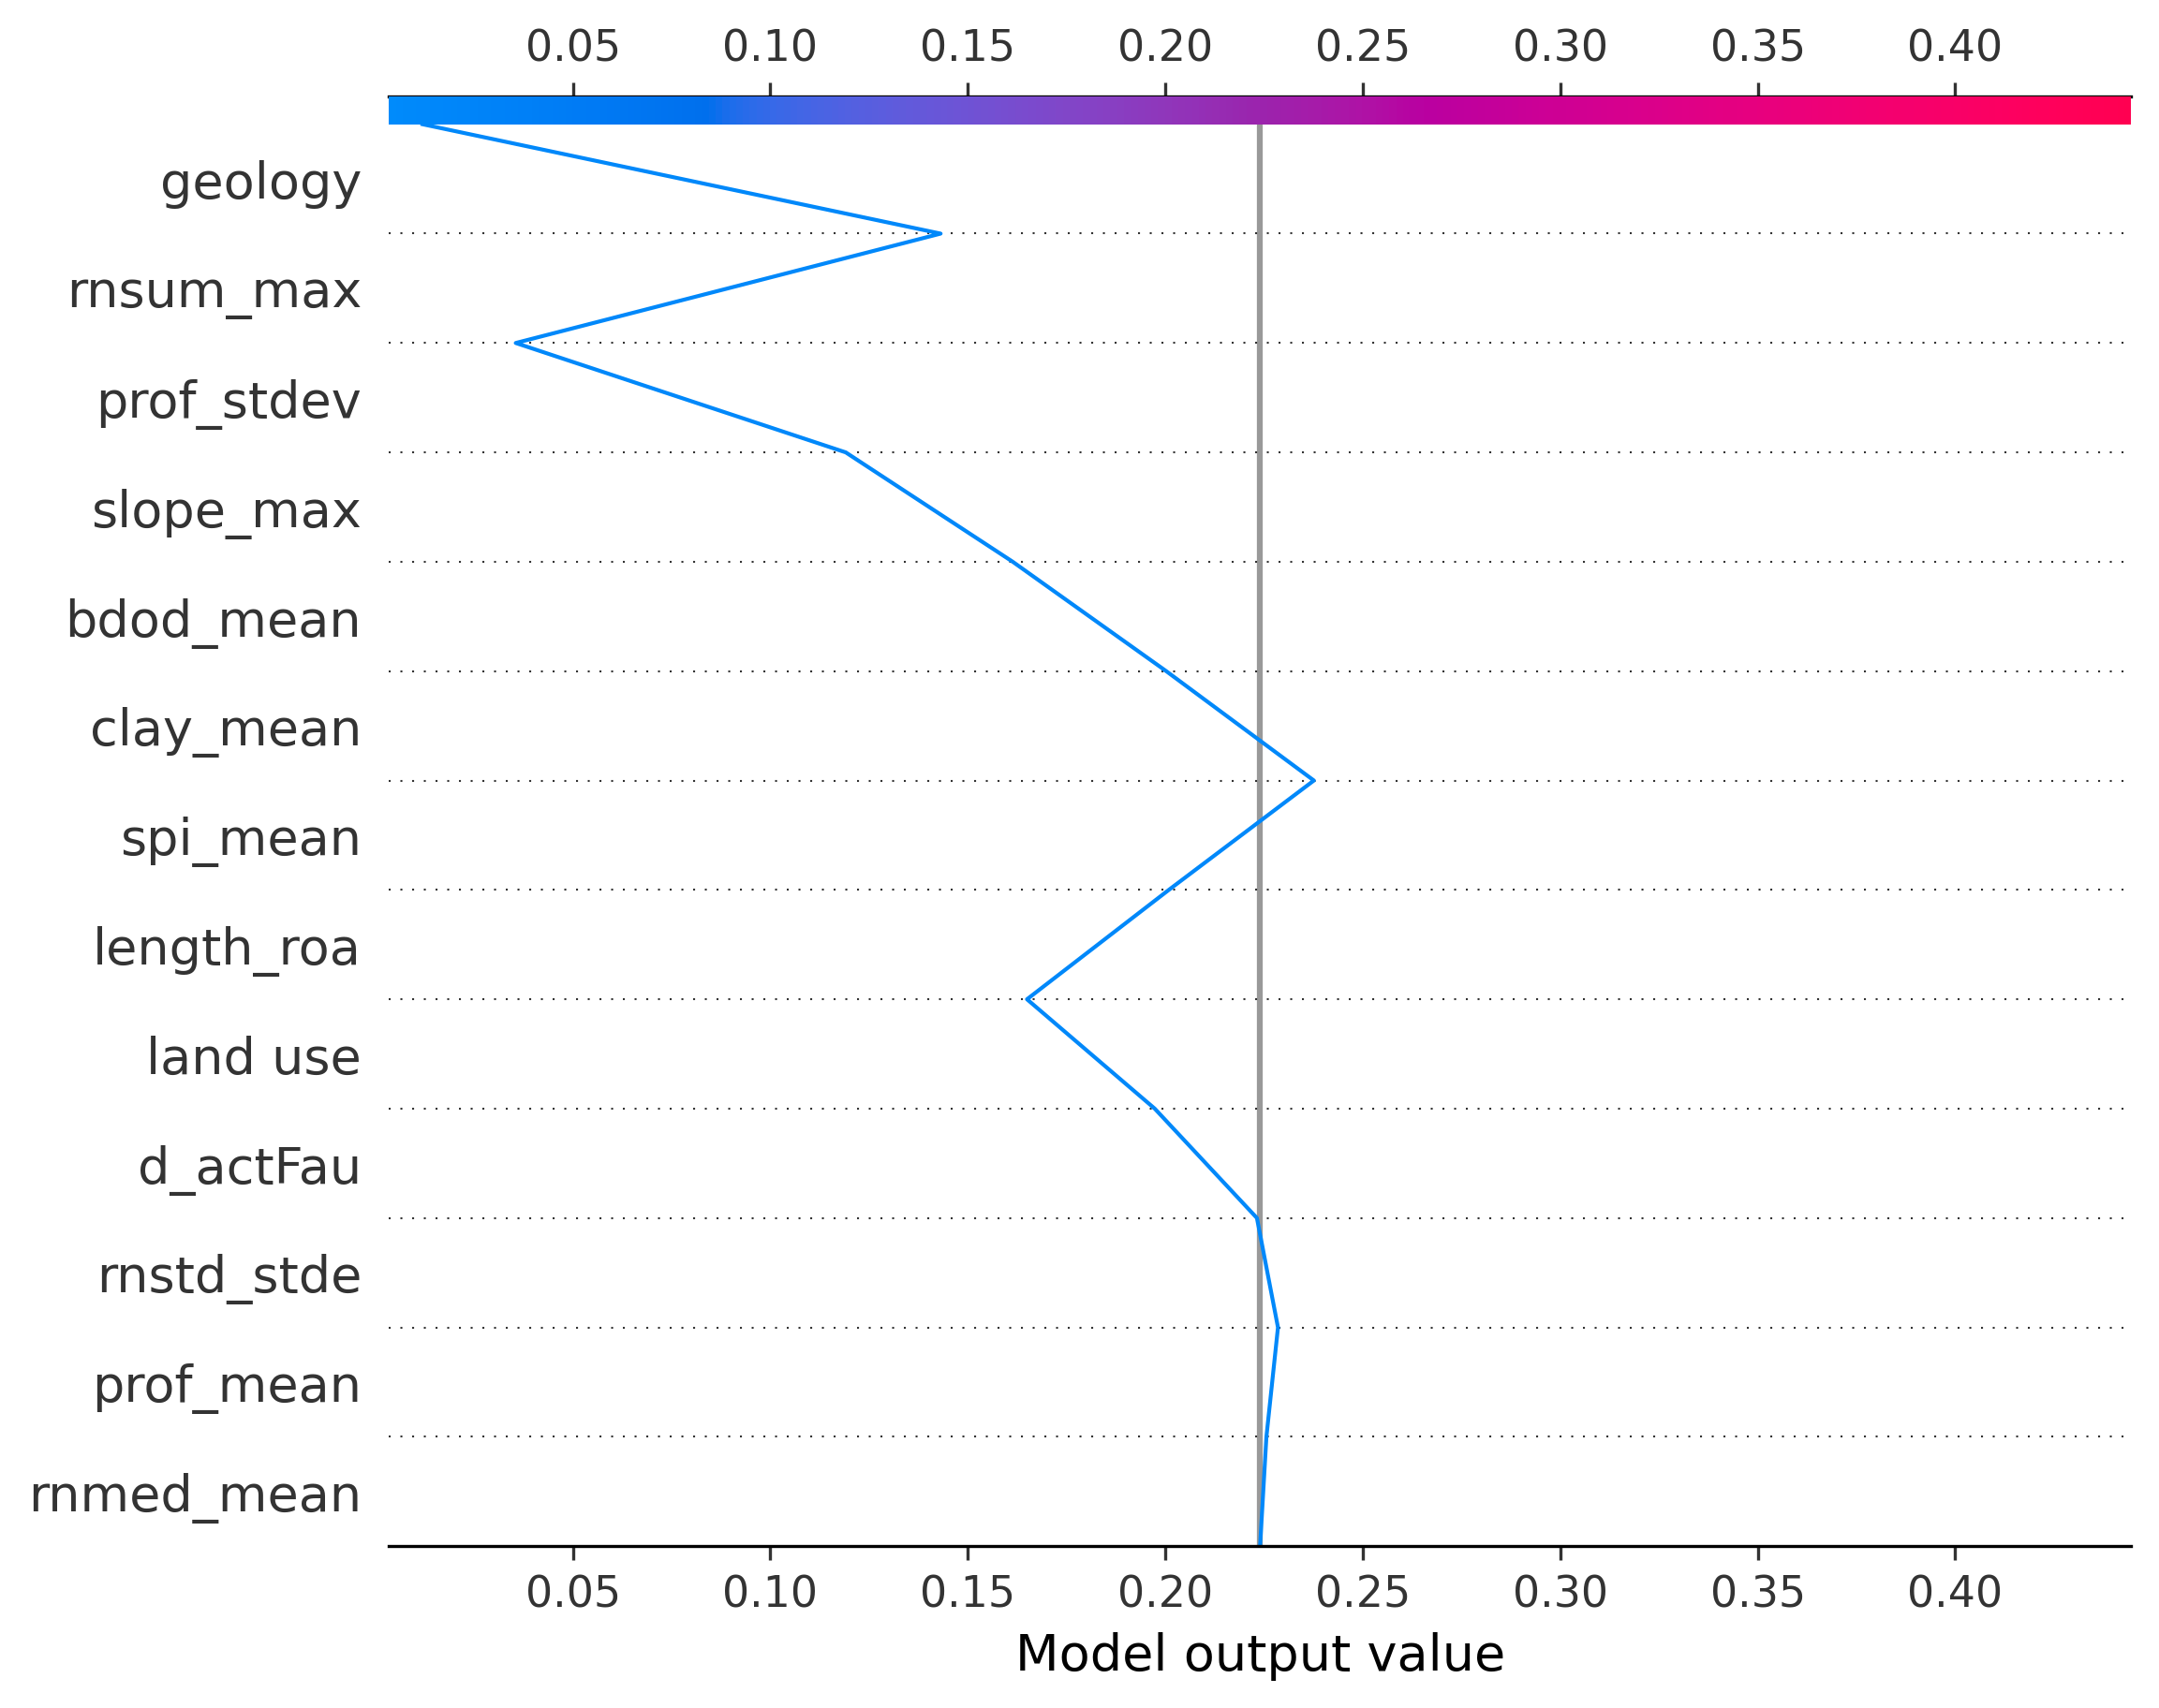 0.05 0.10 0.15 0.20 0.25 0.30 0.35 0.40
geology
rnsum_max
prof_stdev
slope_max
bdod_mean
clay_mean
spi_mean
length_roa
land use
d_actFau
rnstd_stde
prof_mean
rnmed_mean
0.05 0.10 0.15 0.20 0.25 0.30 0.35 0.40
Model output value